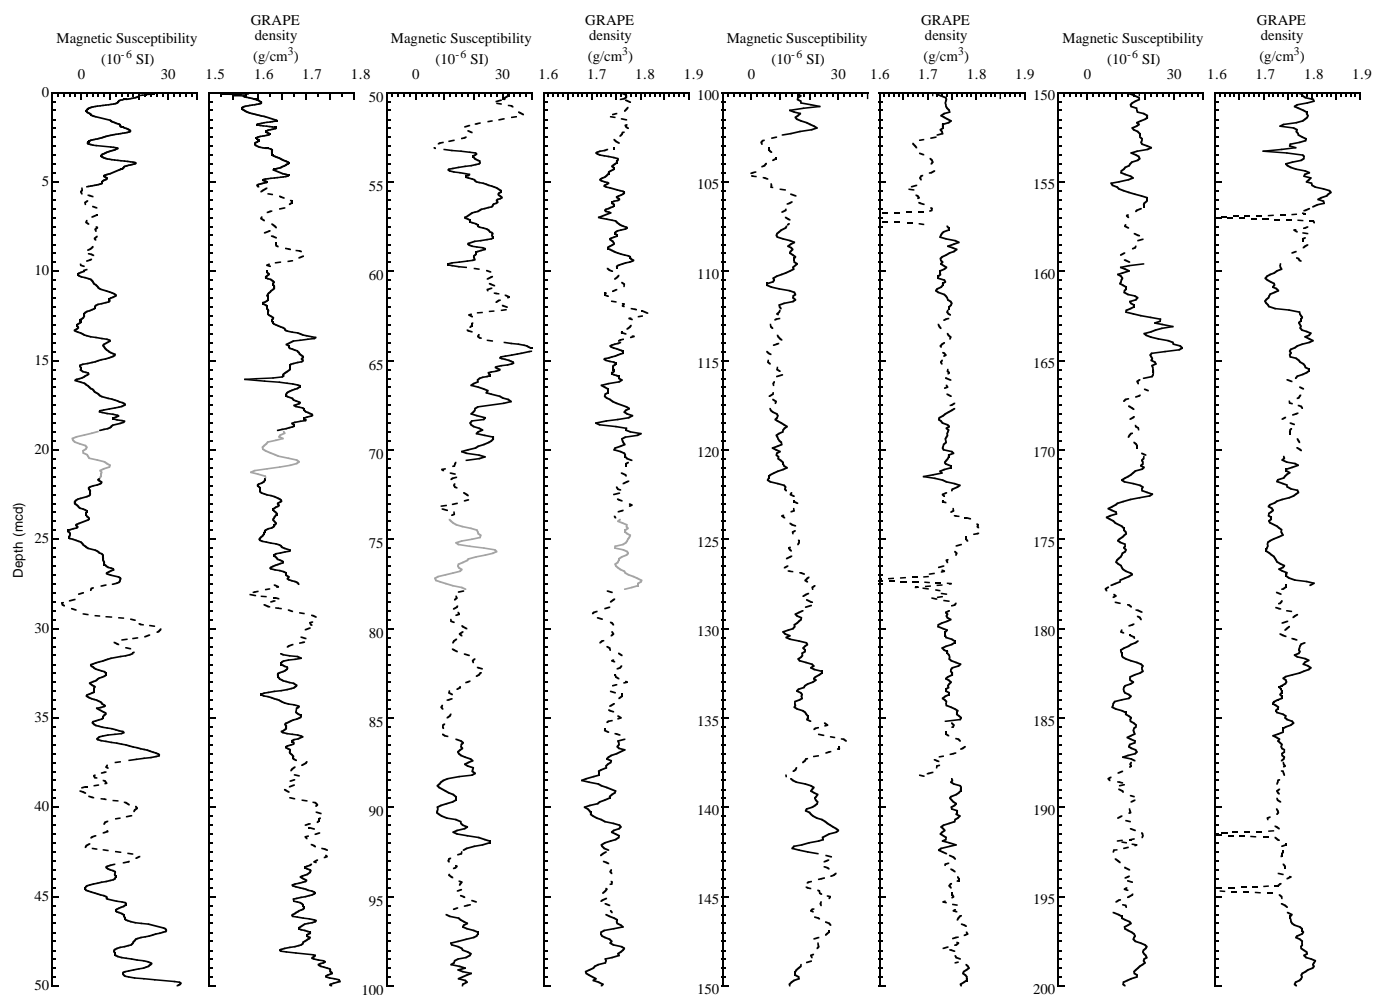 GRAPE
density
(g/cm3)
Magnetic Susceptibility
(10-6 SI)
0 30
1.5 1.6 1.7 1.8
GRAPE
density
(g/cm3)
Magnetic Susceptibility
(10-6 SI)
0 30
1.6 1.7 1.8 1.9
GRAPE
density
(g/cm3)
Magnetic Susceptibility
(10-6 SI)
0 30
1.6 1.7 1.8 1.9
GRAPE
density
(g/cm3)
Magnetic Susceptibility
(10-6 SI)
0 30
1.6 1.7 1.8 1.9
Depth (mcd)
0
5
10
15
20
25
30
35
40
45
50
50
55
60
65
70
75
80
85
90
95
100
100
105
110
115
120
125
130
135
140
145
150
150
155
160
165
170
175
180
185
190
195
200